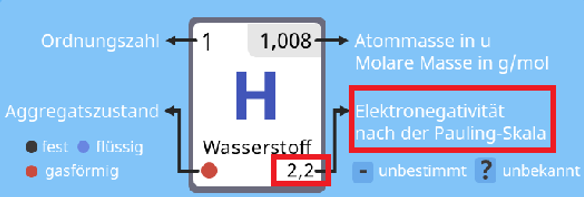 Ordnungszahl
1
1,008
Atommasse in u
Molare Masse in g/mol
H
Aggregatszustand
fest
flüssig
gasförmig
Wasserstoff
2,2
Elektronegativität
nach der Pauling-Skala
- unbestimmt
? unbekannt